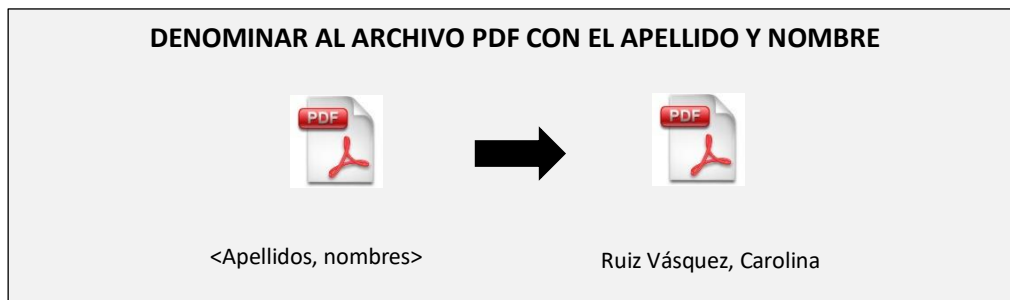 DENOMINAR AL ARCHIVO PDF CON EL APELLIDO Y NOMBRE
PDF
PDF
<Apellidos, nombres>
Ruiz Vásquez, Carolina